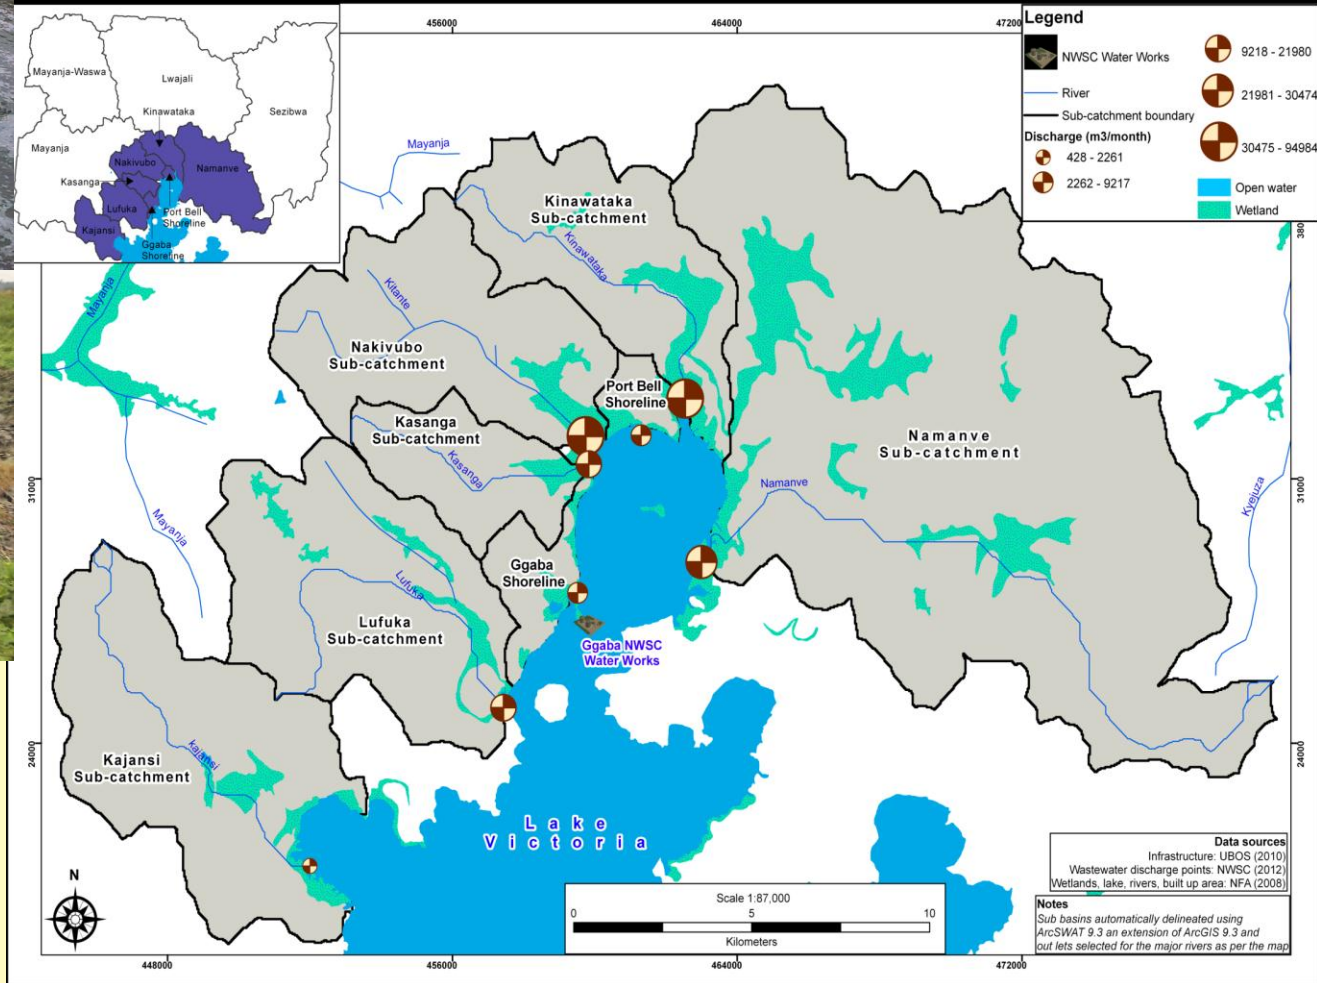 456000
464000
472000
Legend
NWSC Water Works
River
Sub-catchment boundary
Discharge (m3/month)
428 - 2261
2262 - 9217
9218 - 21980
21981 - 30474
30475 - 94984
Open water
Wetland
Mayanja-Waswa
Lwajali
Kinawataka
Sezibwa
Mayanja
Nakivubo
Namanve
Kasanga
Lufuka
Port Bell
Shoreline
Kajansi
Ggaba
Shoreline
Mayanja
Kinawataka
Sub-catchment
Kinawataka
Mayanja
Kitante
Nakivubo
Sub-catchment
Port Bell
Shoreline
Kasanga
Sub-catchment
Kasanga
Namanve
Sub-catchment
Namanve
Kyejuza
31000
31000
380
Mayanja
Ggaba
Shoreline
Lufuka
Lufuka
Sub-catchment
Ggaba NWSC
Water Works
24000
24000
kajansi
Kajansi
Sub-catchment
Lake
Victoria
N
Scale 1:87,000
0 5 10
Kilometers
Data sources
Infrastructure: UBOS (2010)
Wastewater discharge points: NWSC (2012)
Wetlands, lake, rivers, built up area: NFA (2008)
Notes
Sub basins automatically delineated using
ArcSWAT 9.3 an extension of ArcGIS 9.3 and
out lets selected for the major rivers as per the map
448000
456000
464000
472000